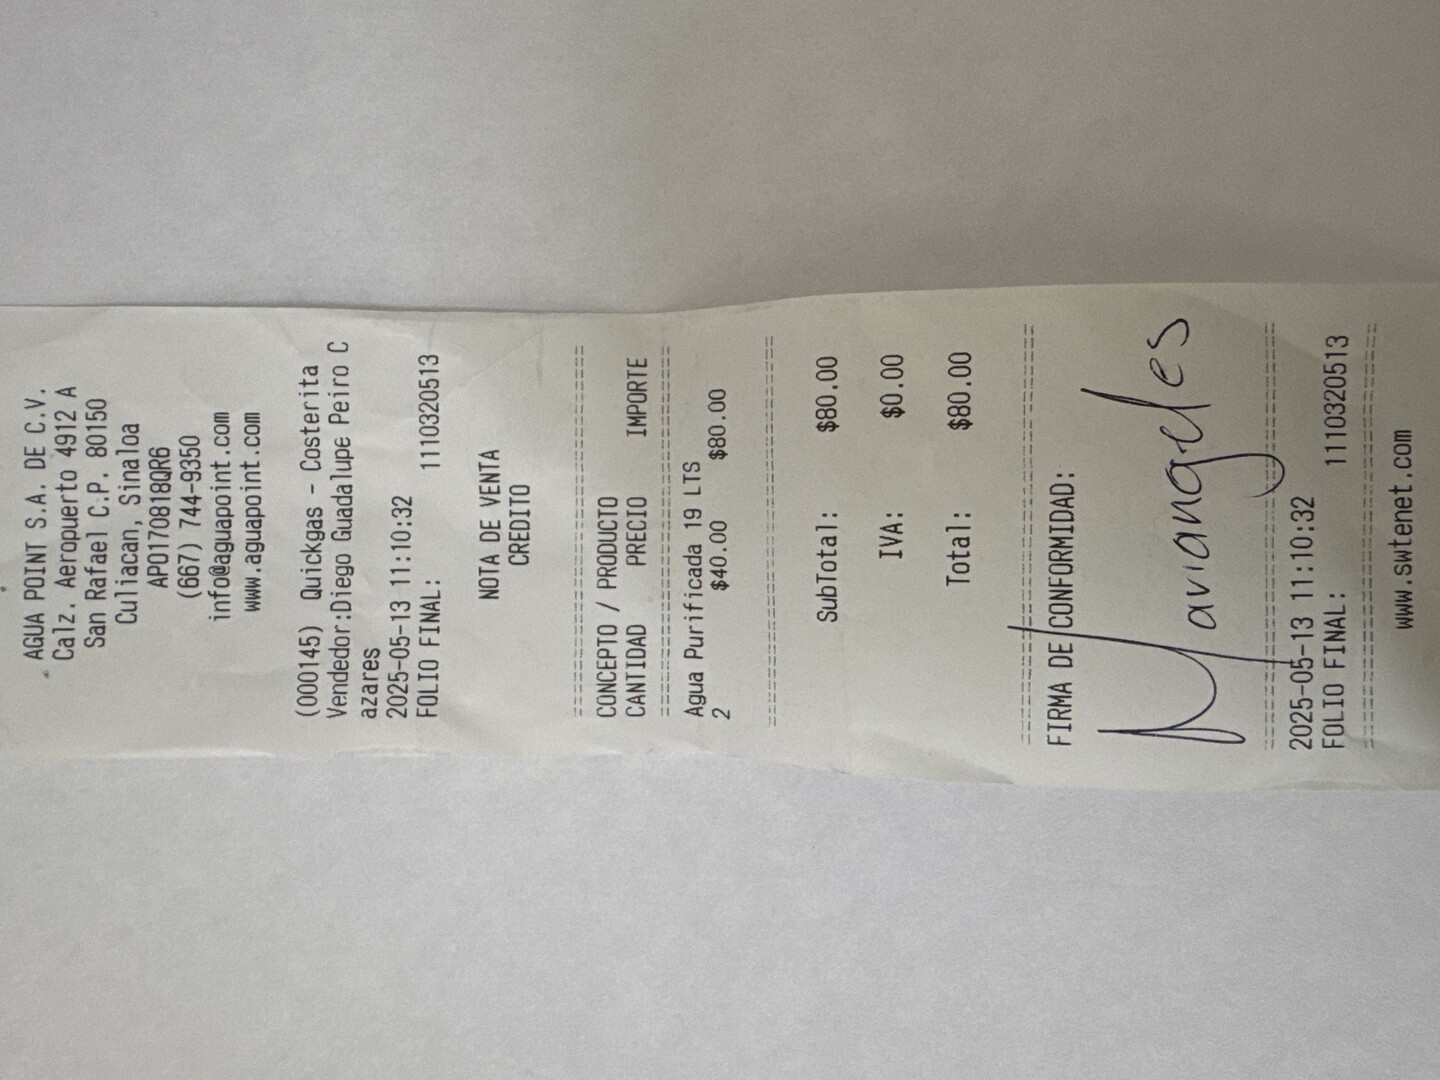 AGUA POINT S.A. DE C.V.
Calz. Aeropuerto 4912 A
San Rafael C.P. 80150
Culiacan, Sinaloa
APO170818QR6
(667) 744-9350
info@aguapoint.com
www.aguapoint.com
(000145) Quickgas - Costerita
Vendedor:Diego Guadalupe Peiro C
azares
2025-05-13 11:10:32
FOLIO FINAL: 1110320513
NOTA DE VENTA
CREDITO
CONCEPTO / PRODUCTO
CANTIDAD PRECIO IMPORTE
Agua Purificada 19 LTS
2 $40.00 $80.00
SubTotal: $80.00
IVA: $0.00
Total: $80.00
FIRMA DE CONFORMIDAD:
Mariangeles
2025-05-13 11:10:32
FOLIO FINAL: 1110320513
www.swtenet.com